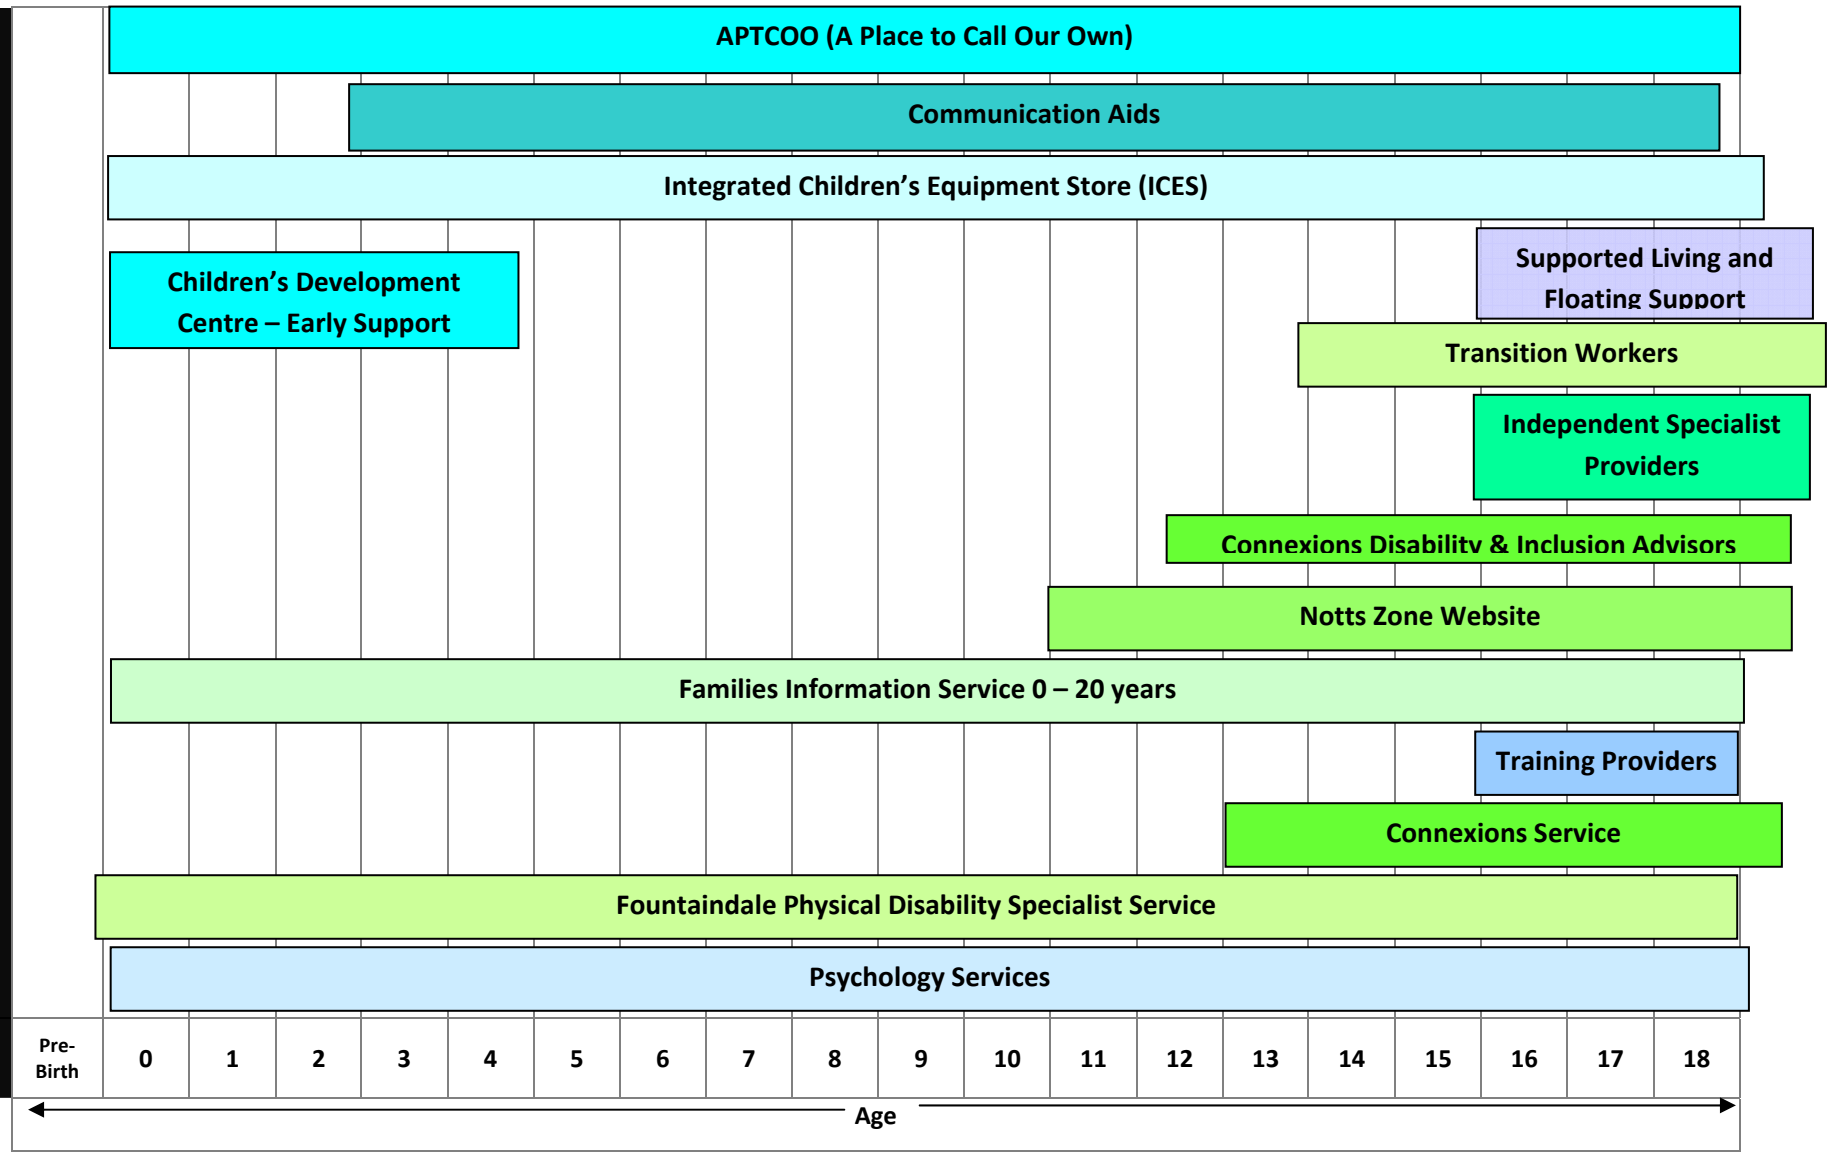 APTCOO (A Place to Call Our Own)
Communication Aids
Integrated Children’s Equipment Store (ICES)
Supported Living and
Floating Support
Children’s Development
Centre – Early Support
Transition Workers
Independent Specialist
Providers
Connexions Disability & Inclusion Advisors
Notts Zone Website
Families Information Service 0 – 20 years
Training Providers
Connexions Service
Fountaindale Physical Disability Specialist Service
Psychology Services
Pre-
Birth
0 1 2 3 4 5 6 7 8 9 10 11 12 13 14 15 16 17 18
Age